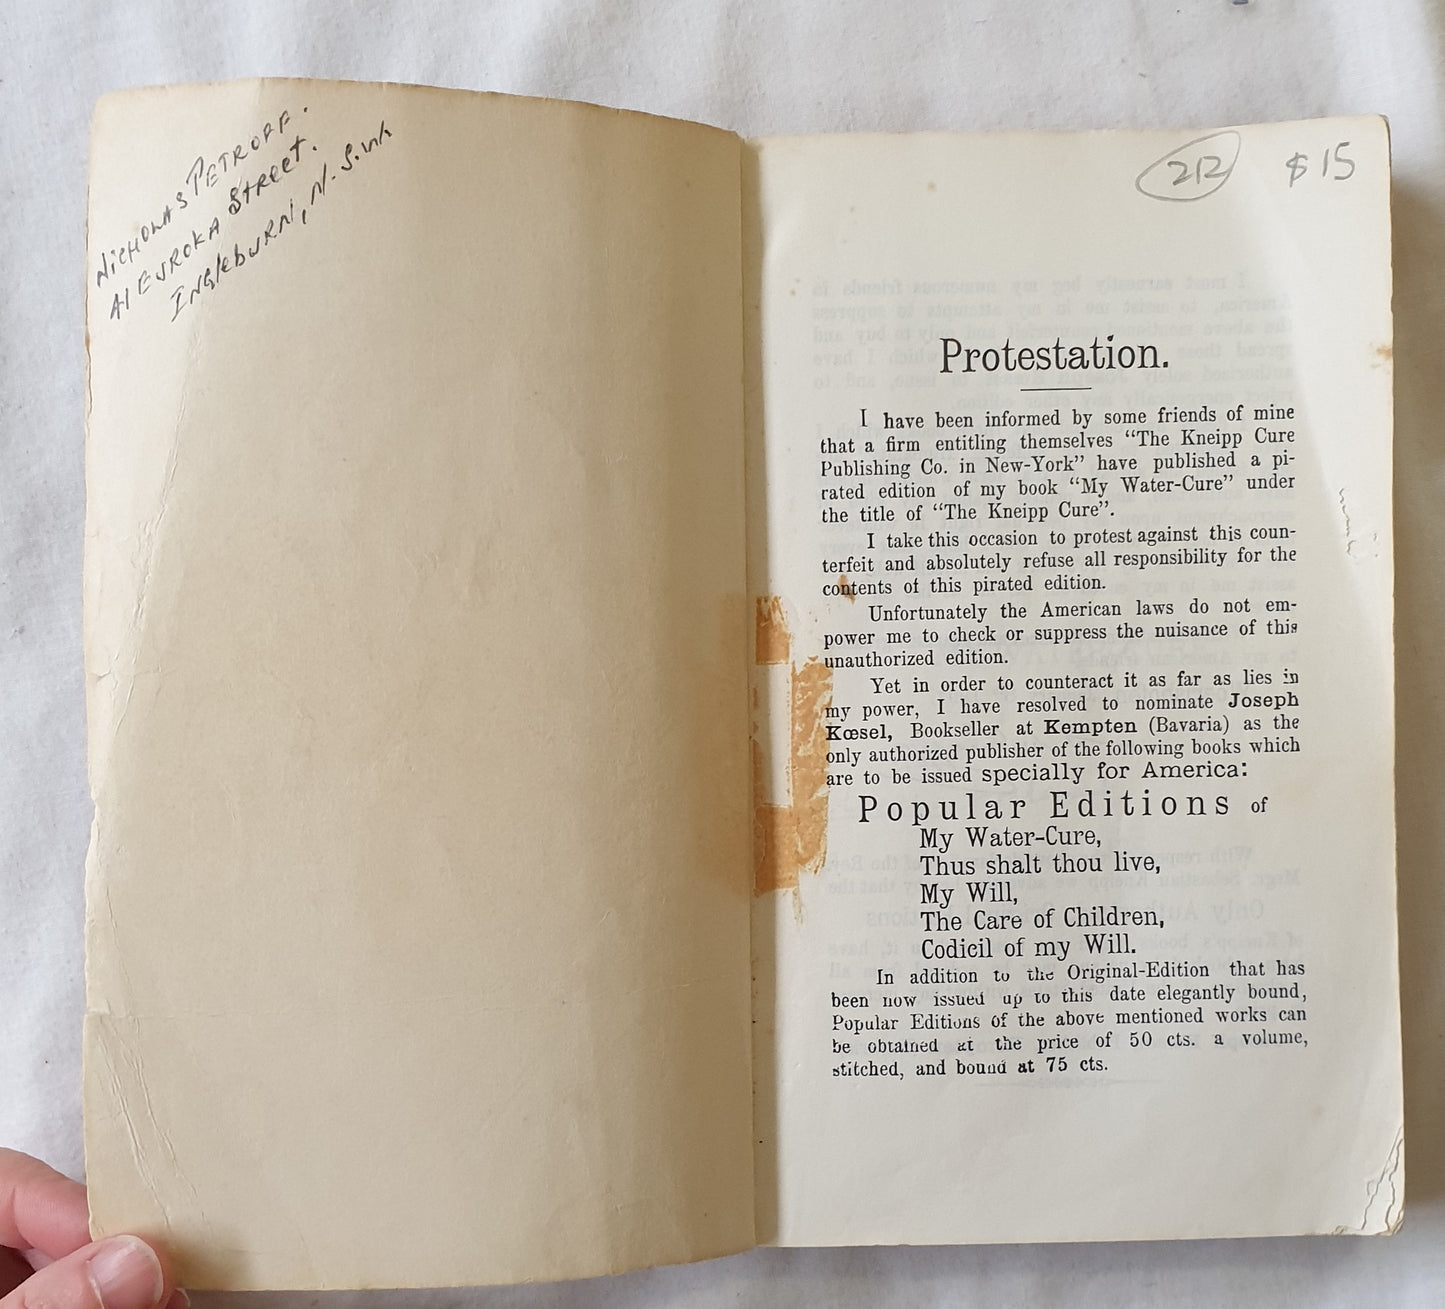 NICHOLAS PETROFF.
41 EUROKA STREET.
INGleburN, N.S.W
212 $15
Protestation.
I have been informed by some friends of mine
that a firm entitling themselves “The Kneipp Cure
Publishing Co. in New-York” have published a pi-
rated edition of my book “My Water-Cure” under
the title of “The Kneipp Cure”.
I take this occasion to protest against this coun-
terfeit and absolutely refuse all responsibility for the
contents of this pirated edition.
Unfortunately the American laws do not em-
power me to check or suppress the nuisance of this
unauthorized edition.
Yet in order to counteract it as far as lies in
my power, I have resolved to nominate Joseph
Kœsel, Bookseller at Kempten (Bavaria) as the
only authorized publisher of the following books which
are to be issued specially for America:
Popular Editions of
My Water-Cure,
Thus shalt thou live,
My Will,
The Care of Children,
Codicil of my Will.
In addition to the Original-Edition that has
been now issued up to this date elegantly bound,
Popular Editions of the above mentioned works can
be obtained at the price of 50 cts. a volume,
stitched, and bound at 75 cts.